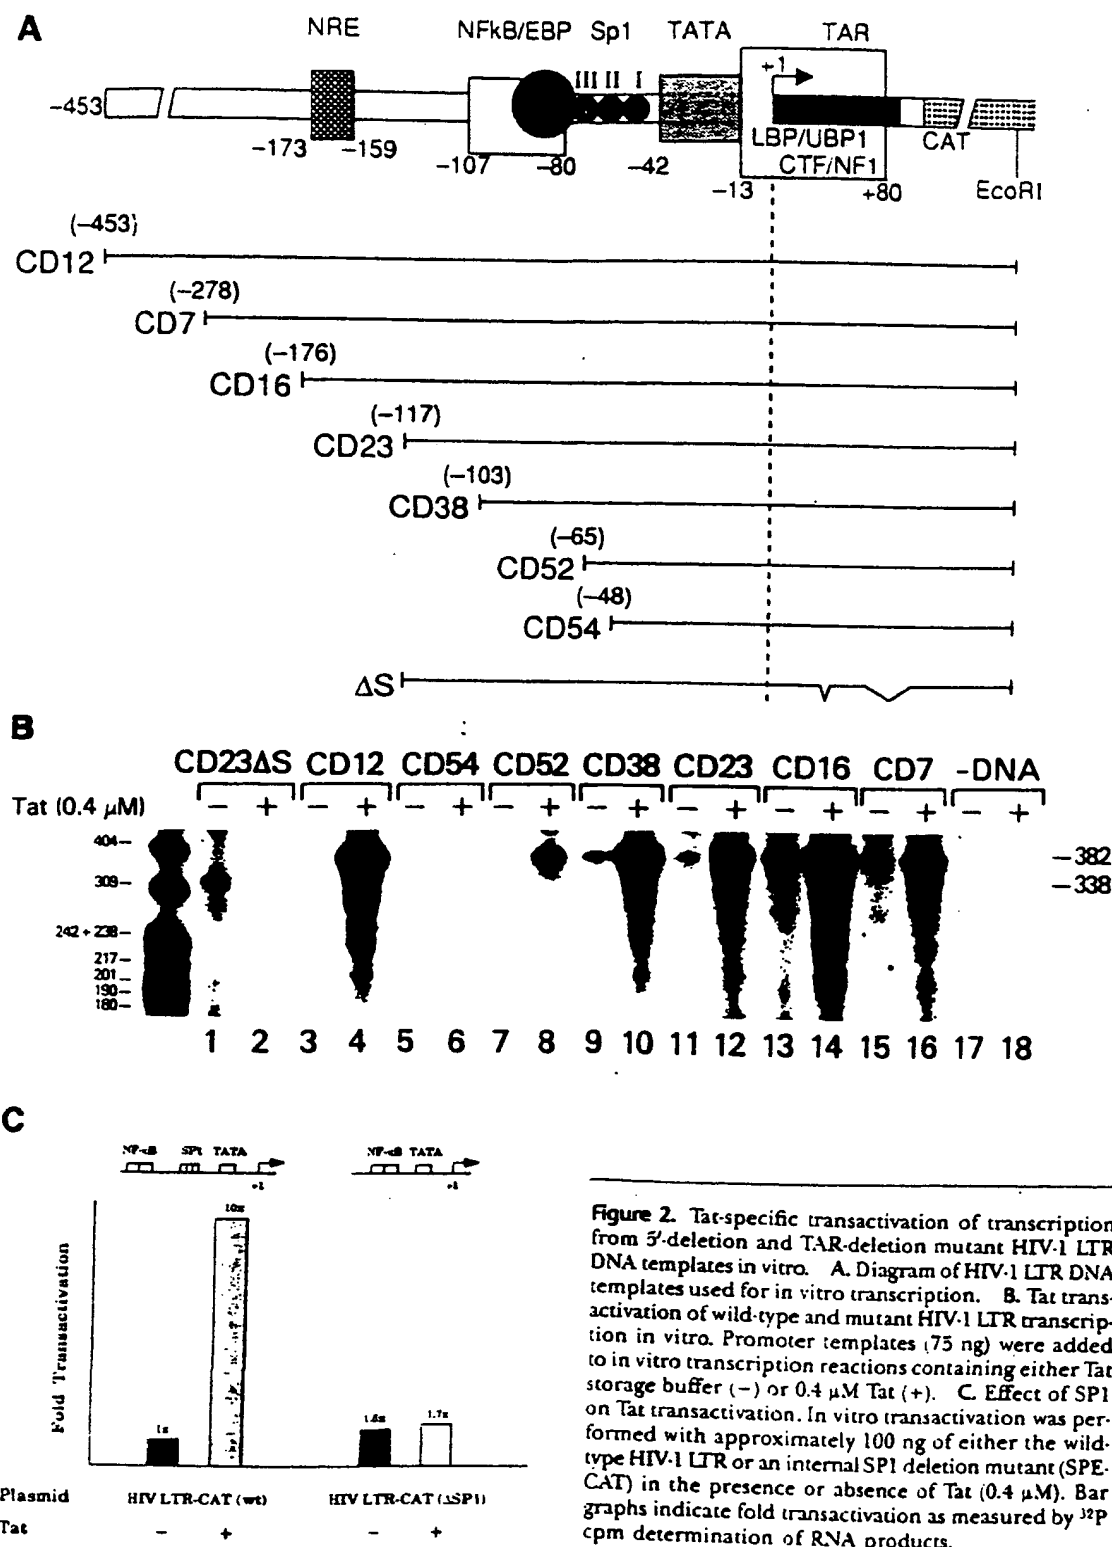 A
NRE NFkB/EBP Sp1 TATA TAR
III II I +1
-453
LBP/UBP1
CTF/NF1
CAT
-173 -159 -107 -80 -42 -13 +80 EcoRI
(-453)
CD12
(-278)
CD7
(-176)
CD16
(-117)
CD23
(-103)
CD38
(-65)
CD52
(-48)
CD54
ΔS
B
CD23ΔS CD12 CD54 CD52 CD38 CD23 CD16 CD7 -DNA
Tat (0.4 μM) - + - + - + - + - + - + - + - + - +
404-
309-
242 + 238-
217-
201-
190-
180-
-382
-338
1 2 3 4 5 6 7 8 9 10 11 12 13 14 15 16 17 18
C
NF-κB SP1 TATA
+1
NF-κB TATA
+1
Fold Transactivation
1x 10x 1.6x 1.7x
Plasmid HIV LTR-CAT (wt) HIV LTR-CAT (ΔSP1)
Tat - + - +
Figure 2. Tat-specific transactivation of transcription
from 5'-deletion and TAR-deletion mutant HIV-1 LTR
DNA templates in vitro. A. Diagram of HIV-1 LTR DNA
templates used for in vitro transcription. B. Tat trans-
activation of wild-type and mutant HIV-1 LTR transcrip-
tion in vitro. Promoter templates (75 ng) were added
to in vitro transcription reactions containing either Tat
storage buffer (-) or 0.4 μM Tat (+). C. Effect of SP1
on Tat transactivation. In vitro transactivation was per-
formed with approximately 100 ng of either the wild-
type HIV-1 LTR or an internal SP1 deletion mutant (SPE-
CAT) in the presence or absence of Tat (0.4 μM). Bar
graphs indicate fold transactivation as measured by ³²P
cpm determination of RNA products.